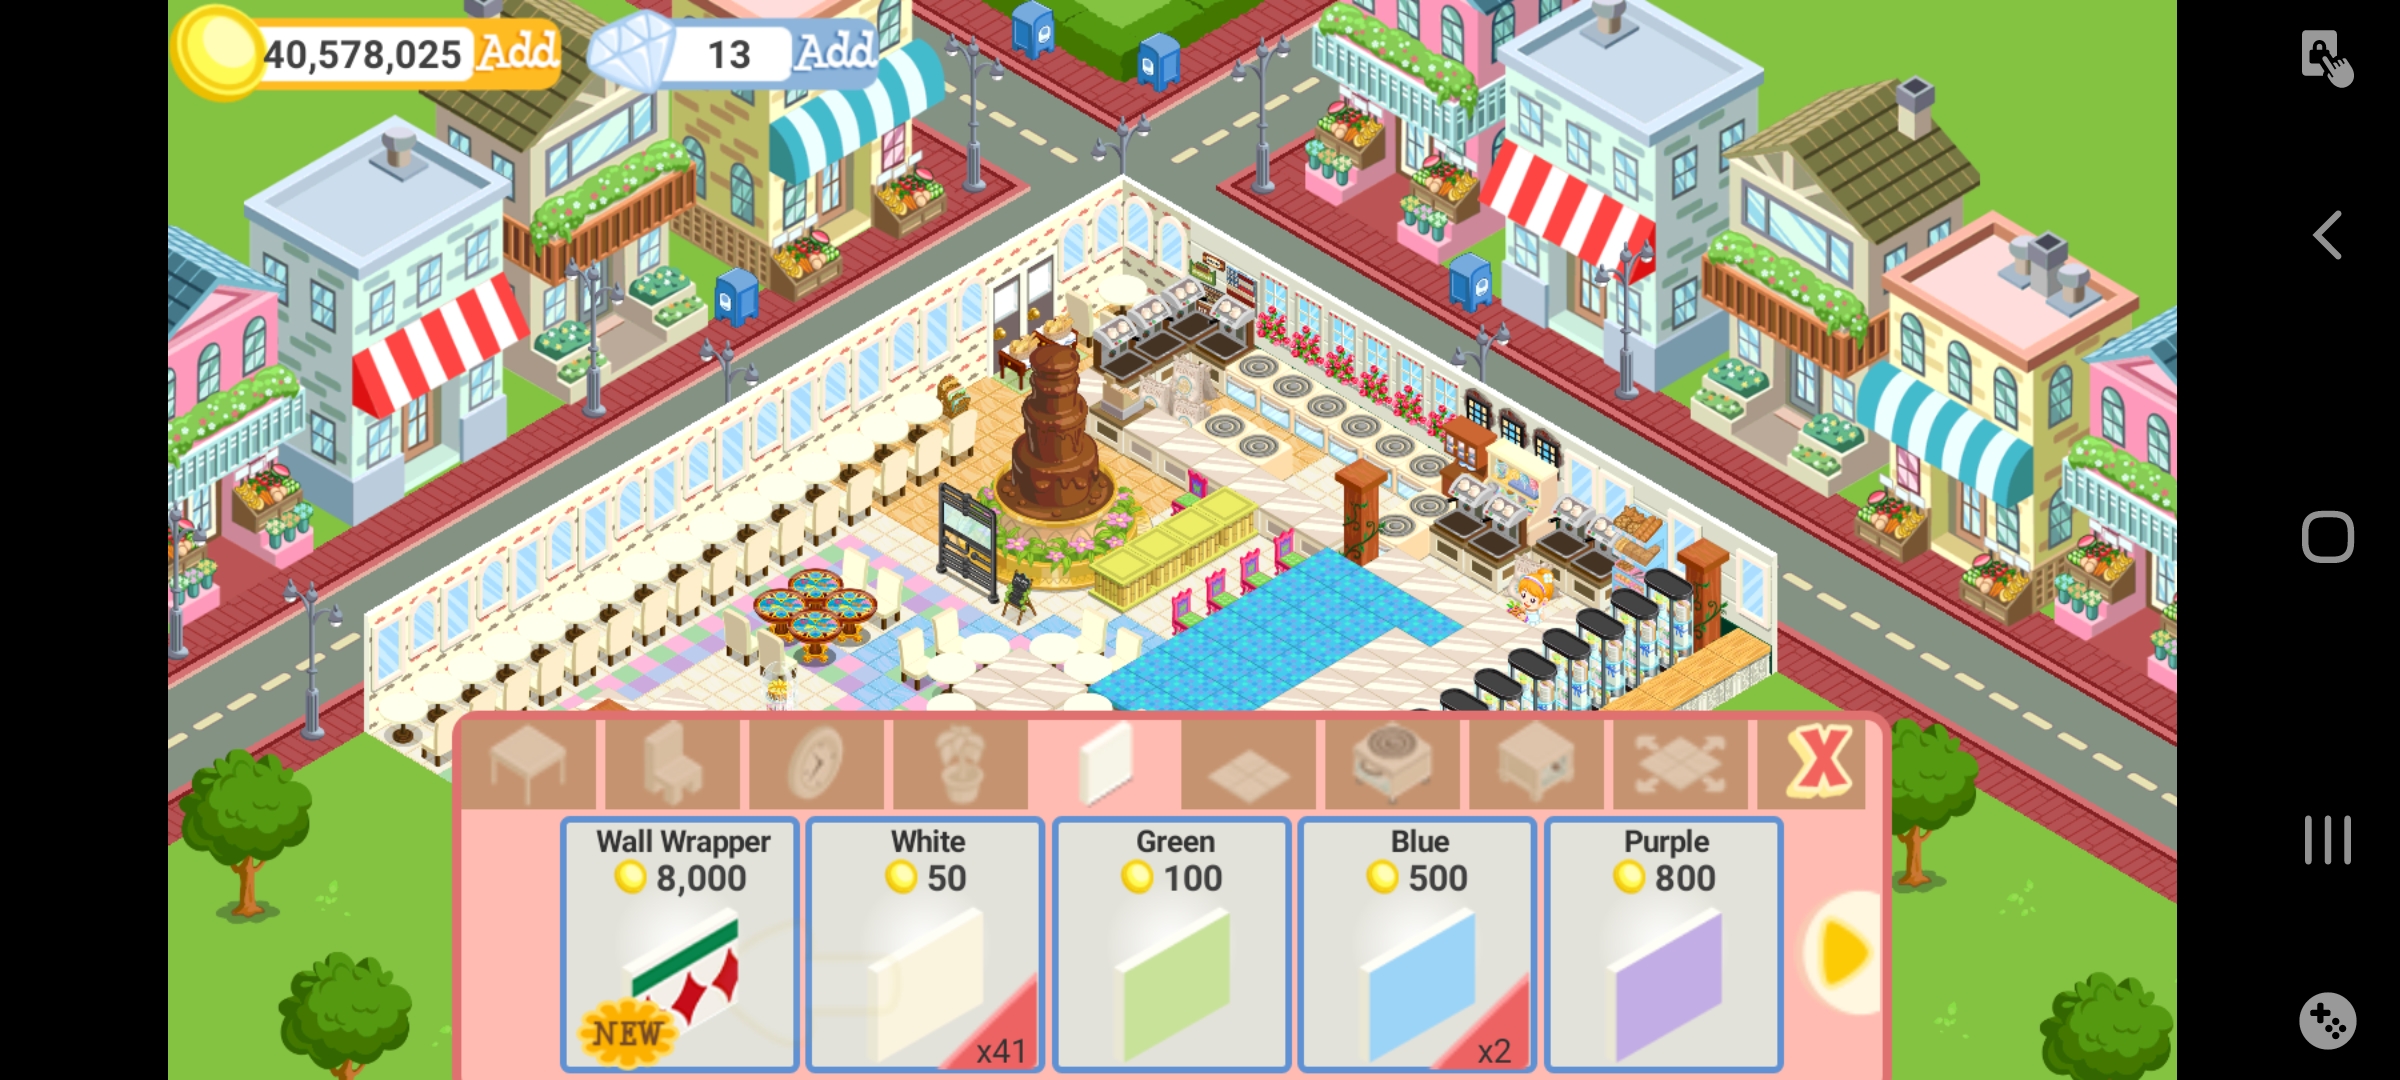 40,578,025 Add 13 Add
Wall Wrapper
8,000
NEW
White
50
x41
Green
100
Blue
500
x2
Purple
800
X